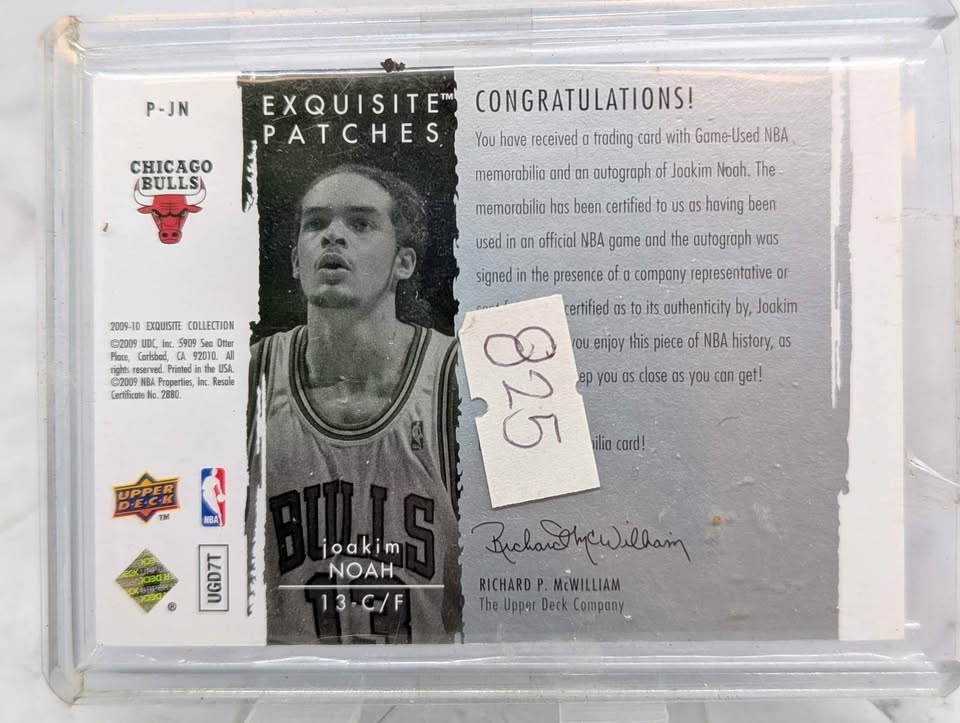 P-JN
CHICAGO
BULLS
2009-10 EXQUISITE COLLECTION
©2009 UDC, Inc. 5909 Sea Otter
Place, Carlsbad, CA 92010. All
rights reserved. Printed in the USA.
©2009 NBA Properties, Inc. Resale
Certificate No. 2880.
UPPER
D·E·C·K
TM
NBA
UGD7T
®
EXQUISITE™
PATCHES
BULLS
joakim
NOAH
13-C/F
13
CONGRATULATIONS!
You have received a trading card with Game-Used NBA
memorabilia and an autograph of Joakim Noah. The
memorabilia has been certified to us as having been
used in an official NBA game and the autograph was
signed in the presence of a company representative or
certified as to its authenticity by, Joakim
you enjoy this piece of NBA history, as
you as close as you can get!
card!
825
Richard McWilliam
RICHARD P. McWILLIAM
The Upper Deck Company